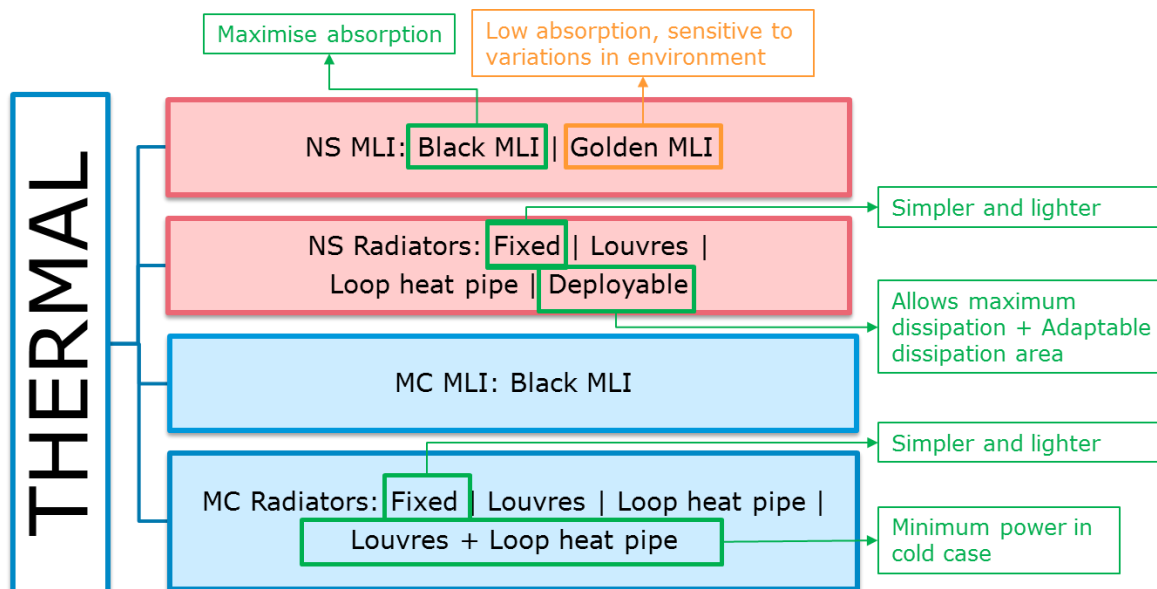 Maximise absorption
Low absorption, sensitive to
variations in environment
THERMAL
NS MLI: Black MLI | Golden MLI
Simpler and lighter
NS Radiators: Fixed | Louvres |
Loop heat pipe | Deployable
Allows maximum
dissipation + Adaptable
dissipation area
MC MLI: Black MLI
Simpler and lighter
MC Radiators: Fixed | Louvres | Loop heat pipe |
Louvres + Loop heat pipe
Minimum power in
cold case